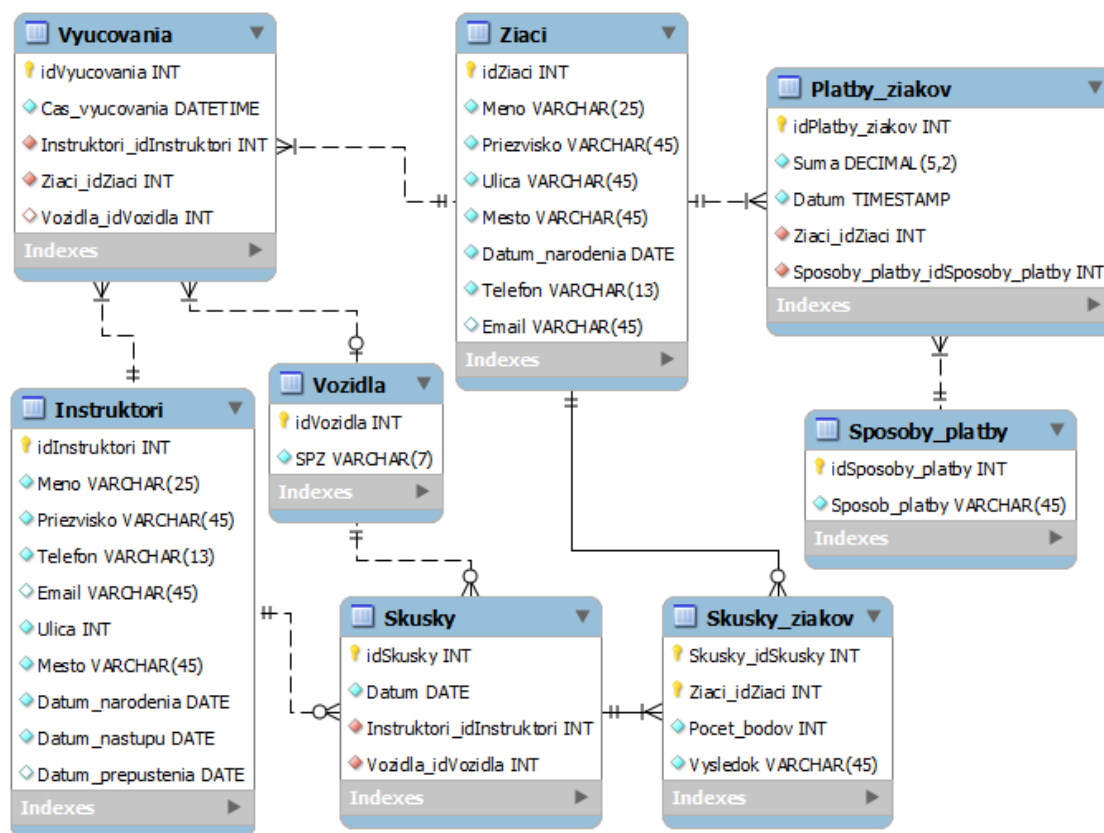 Vyucovania
idVyucovania INT
Cas_vyucovania DATETIME
Instruktori_idInstruktori INT
Ziaci_idZiaci INT
Vozidla_idVozidla INT
Indexes
Ziaci
idZiaci INT
Meno VARCHAR(25)
Priezvisko VARCHAR(45)
Ulica VARCHAR(45)
Mesto VARCHAR(45)
Datum_narodenia DATE
Telefon VARCHAR(13)
Email VARCHAR(45)
Indexes
Platby_ziakov
idPlatby_ziakov INT
Suma DECIMAL(5,2)
Datum TIMESTAMP
Ziaci_idZiaci INT
Sposoby_platby_idSposoby_platby INT
Indexes
Instruktori
idInstruktori INT
Meno VARCHAR(25)
Priezvisko VARCHAR(45)
Telefon VARCHAR(13)
Email VARCHAR(45)
Ulica INT
Mesto VARCHAR(45)
Datum_narodenia DATE
Datum_nastupu DATE
Datum_prepustenia DATE
Indexes
Vozidla
idVozidla INT
SPZ VARCHAR(7)
Indexes
Sposoby_platby
idSposoby_platby INT
Sposob_platby VARCHAR(45)
Indexes
Skusky
idSkusky INT
Datum DATE
Instruktori_idInstruktori INT
Vozidla_idVozidla INT
Indexes
Skusky_ziakov
Skusky_idSkusky INT
Ziaci_idZiaci INT
Pocet_bodov INT
Vysledok VARCHAR(45)
Indexes